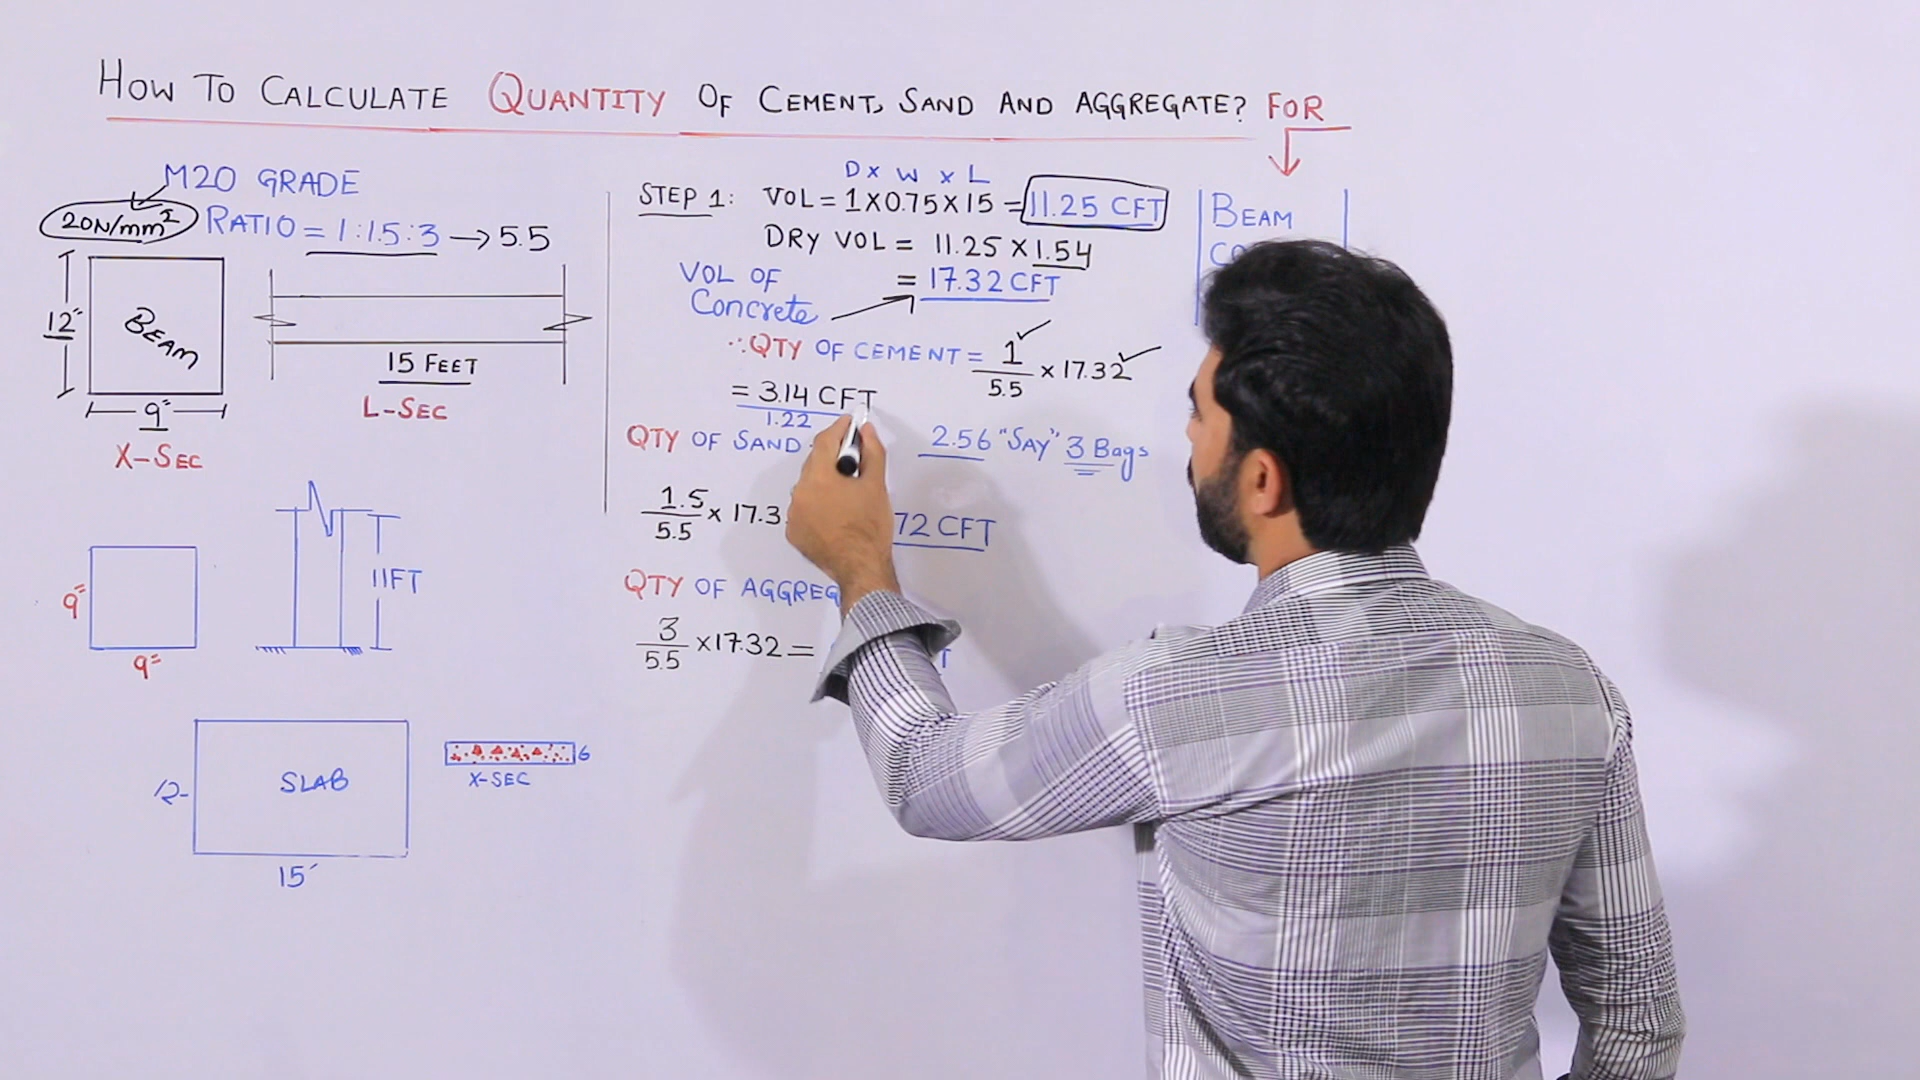 HOW TO CALCULATE QUANTITY OF CEMENT, SAND AND AGGREGATE? FOR
M20 GRADE
20N/mm² RATIO = 1:1.5:3 → 5.5
12"
BEAM
9"
X-SEC
15 FEET
L-SEC
9"
9"
11FT
12-
SLAB
15'
6
X-SEC
D x W x L
STEP 1: VOL = 1X0.75X15 = 11.25 CFT
DRY VOL = 11.25 X 1.54
= 17.32 CFT
VOL OF
Concrete
∴ QTY OF CEMENT = 1/5.5 x 17.32
= 3.14 CFT
1.22
2.56 "SAY" 3 Bags
QTY OF SAND
1.5/5.5 x 17.3
72 CFT
QTY OF AGGREG
3/5.5 x 17.32 =
T
BEAM